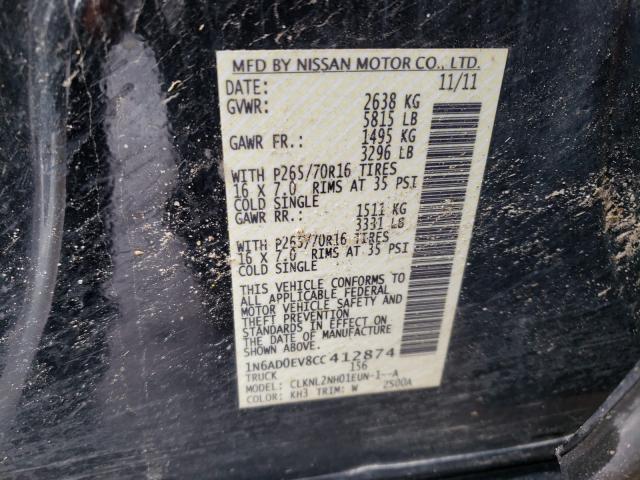 MFD BY NISSAN MOTOR CO., LTD.
DATE: 11/11
GVWR: 2638 KG
5815 LB
GAWR FR.: 1495 KG
3296 LB
WITH P265/70R16 TIRES
16 X 7.0 RIMS AT 35 PSI
COLD SINGLE
GAWR RR.: 1511 KG
3331 LB
WITH P265/70R16 TIRES
16 X 7.0 RIMS AT 35 PSI
COLD SINGLE
THIS VEHICLE CONFORMS TO
ALL APPLICABLE FEDERAL
MOTOR VEHICLE SAFETY AND
THEFT PREVENTION
STANDARDS IN EFFECT ON
THE DATE OF MANUFACTURE
1N6AD0EV8CC412874
TRUCK 156
MODEL: CLKNL2NH01EUN-1--A
COLOR: KH3 TRIM: W 2S00A